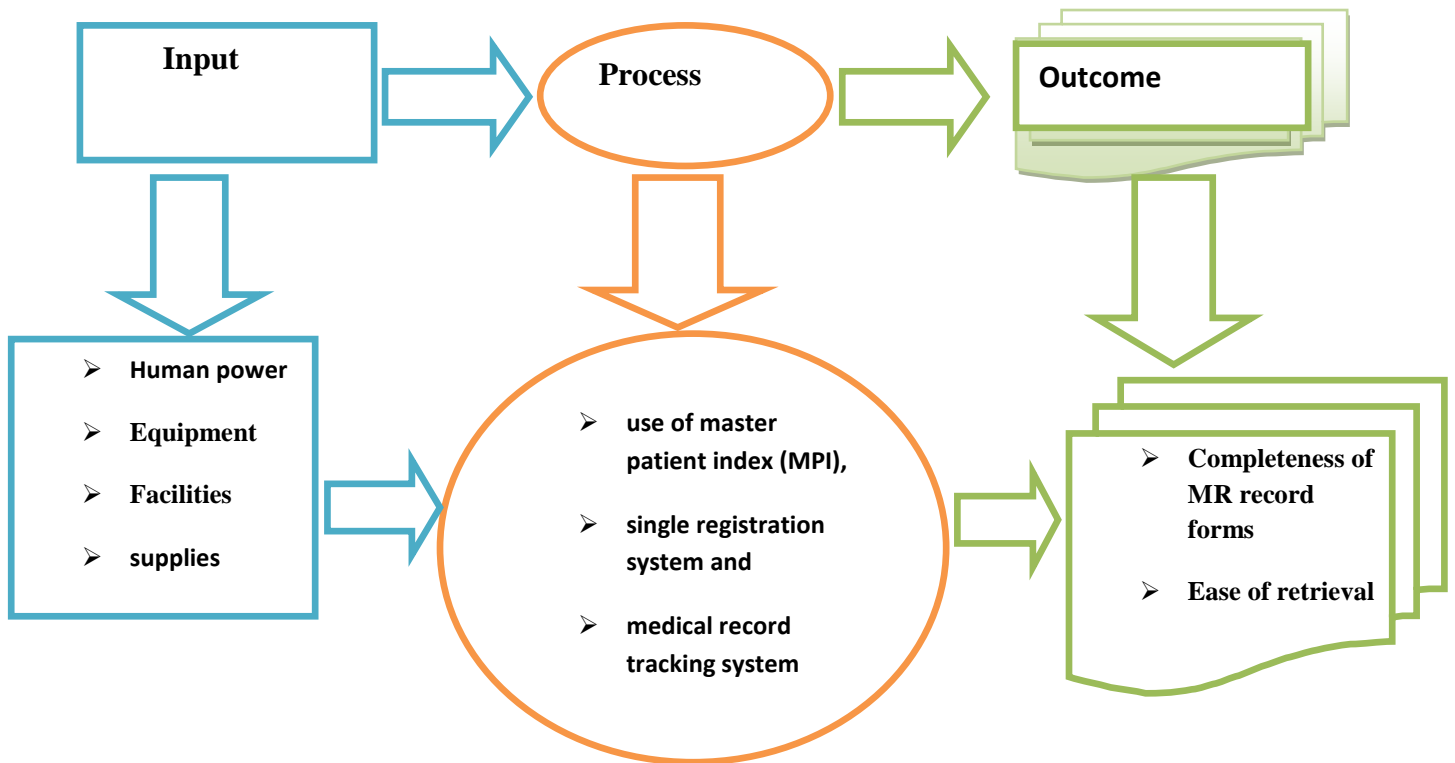 Input
Process
Outcome
➢ Human power
➢ Equipment
➢ Facilities
➢ supplies
➢ use of master
patient index (MPI),
➢ single registration
system and
➢ medical record
tracking system
➢ Completeness of
MR record
forms
➢ Ease of retrieval